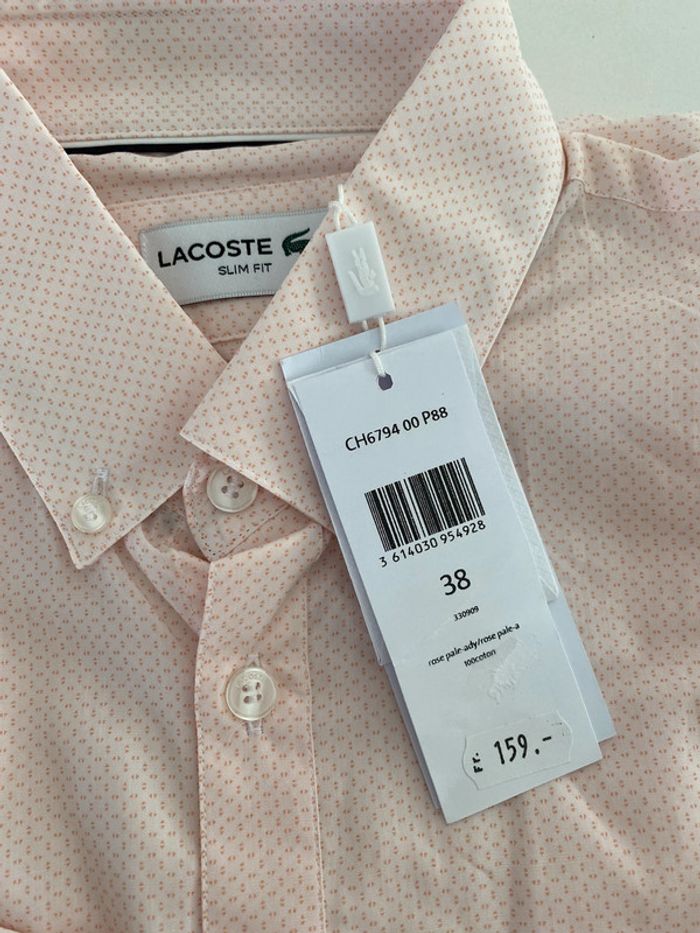 LACOSTE
SLIM FIT
CH6794 00 P88
3 614030 954928
38
330909
rose pale-ady/rose pale-a
100coton
Fr. 159.-